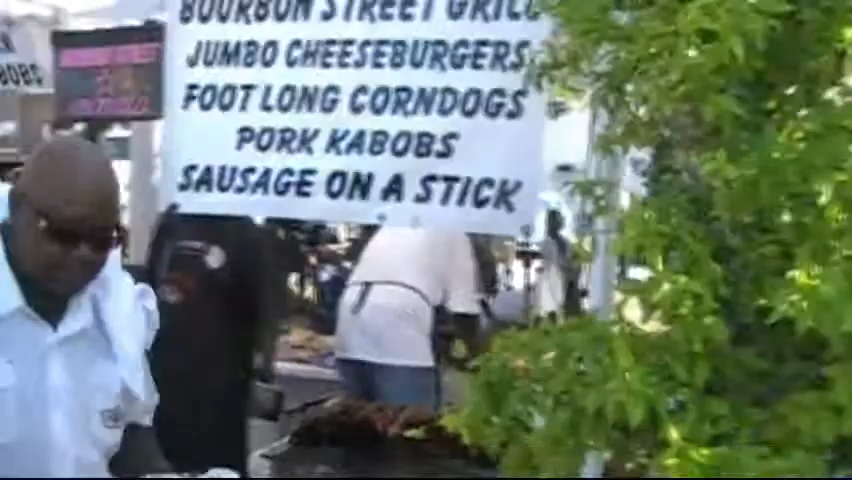 BOURBON STREET GRILL
JUMBO CHEESEBURGERS
FOOT LONG CORNDOGS
PORK KABOBS
SAUSAGE ON A STICK